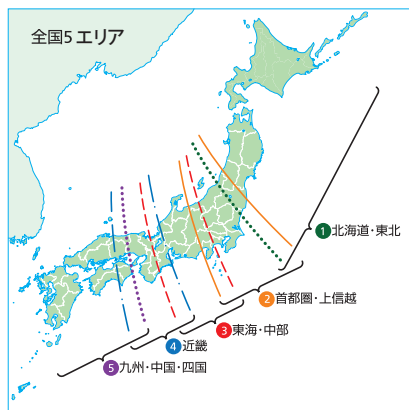 全国5エリア
1北海道・東北
2首都圏・上信越
3東海・中部
4近畿
5九州・中国・四国